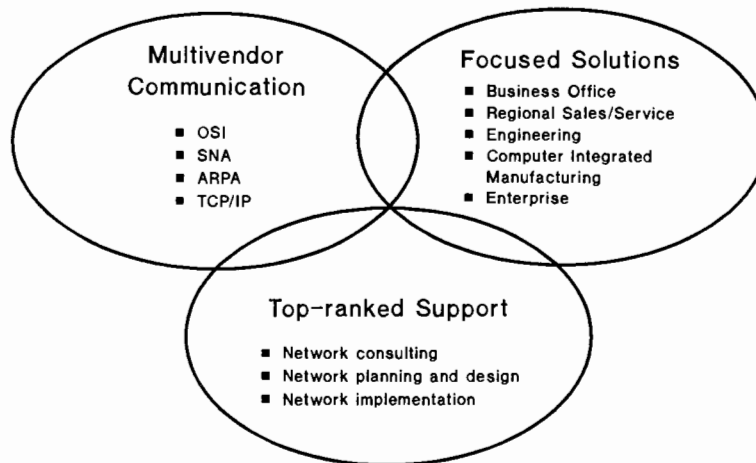 Multivendor
Communication
■ OSI
■ SNA
■ ARPA
■ TCP/IP
Focused Solutions
■ Business Office
■ Regional Sales/Service
■ Engineering
■ Computer Integrated
Manufacturing
■ Enterprise
Top-ranked Support
■ Network consulting
■ Network planning and design
■ Network implementation